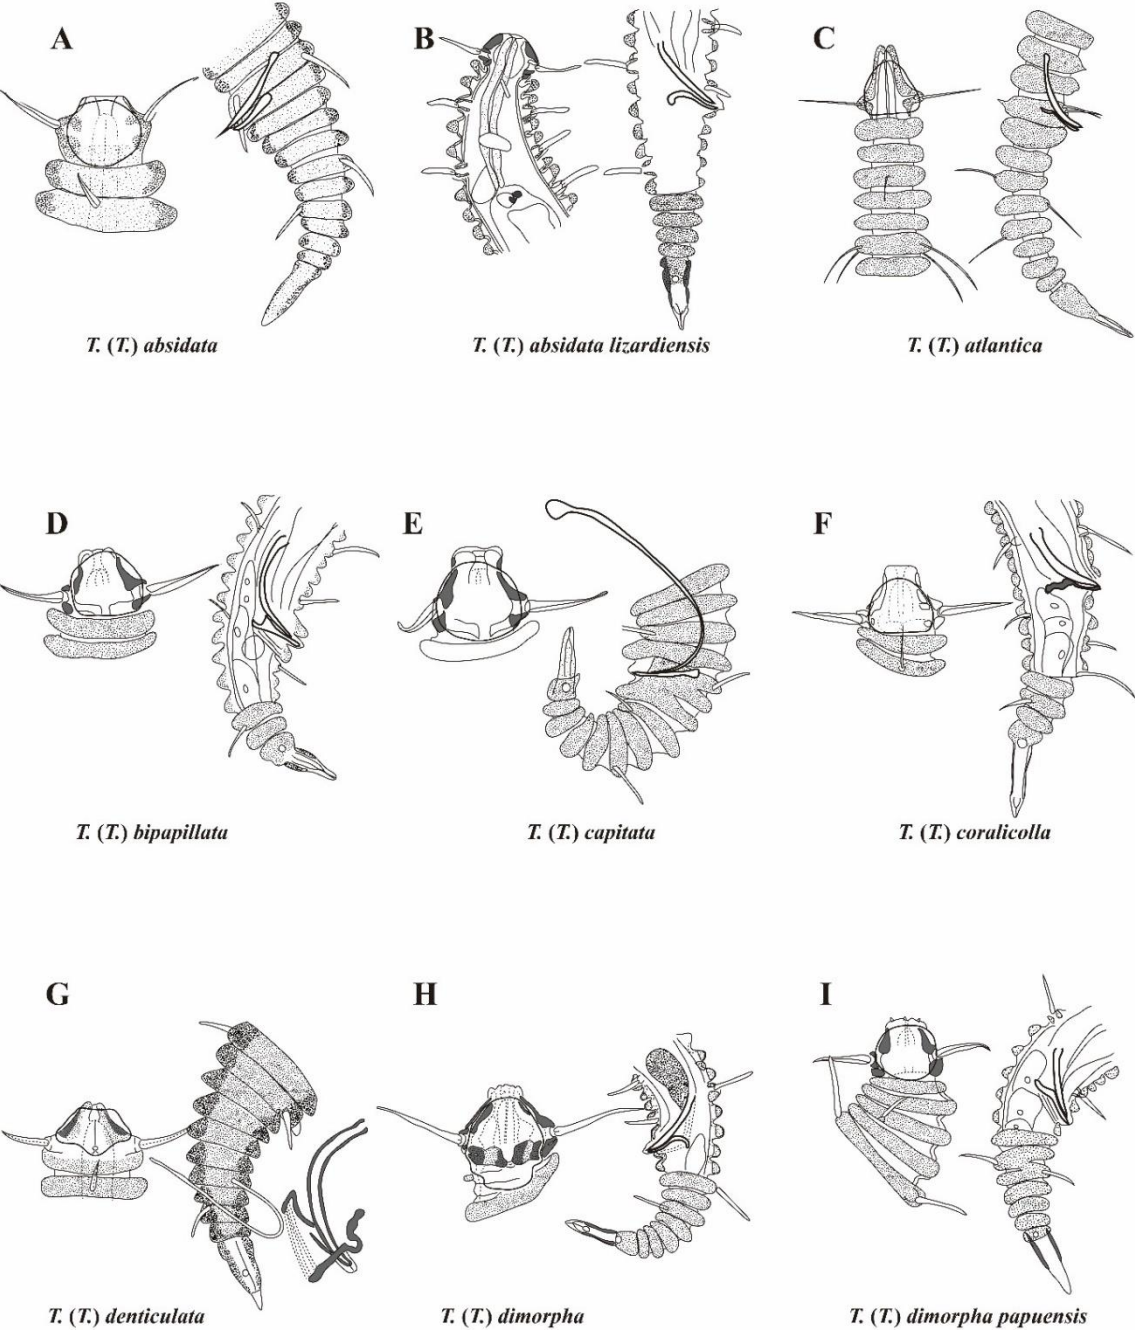 A
B
C
T. (T.) absidata
T. (T.) absidata lizardiensis
T. (T.) atlantica
D
E
F
T. (T.) bipapillata
T. (T.) capitata
T. (T.) coralicolla
G
H
I
T. (T.) denticulata
T. (T.) dimorpha
T. (T.) dimorpha papuensis